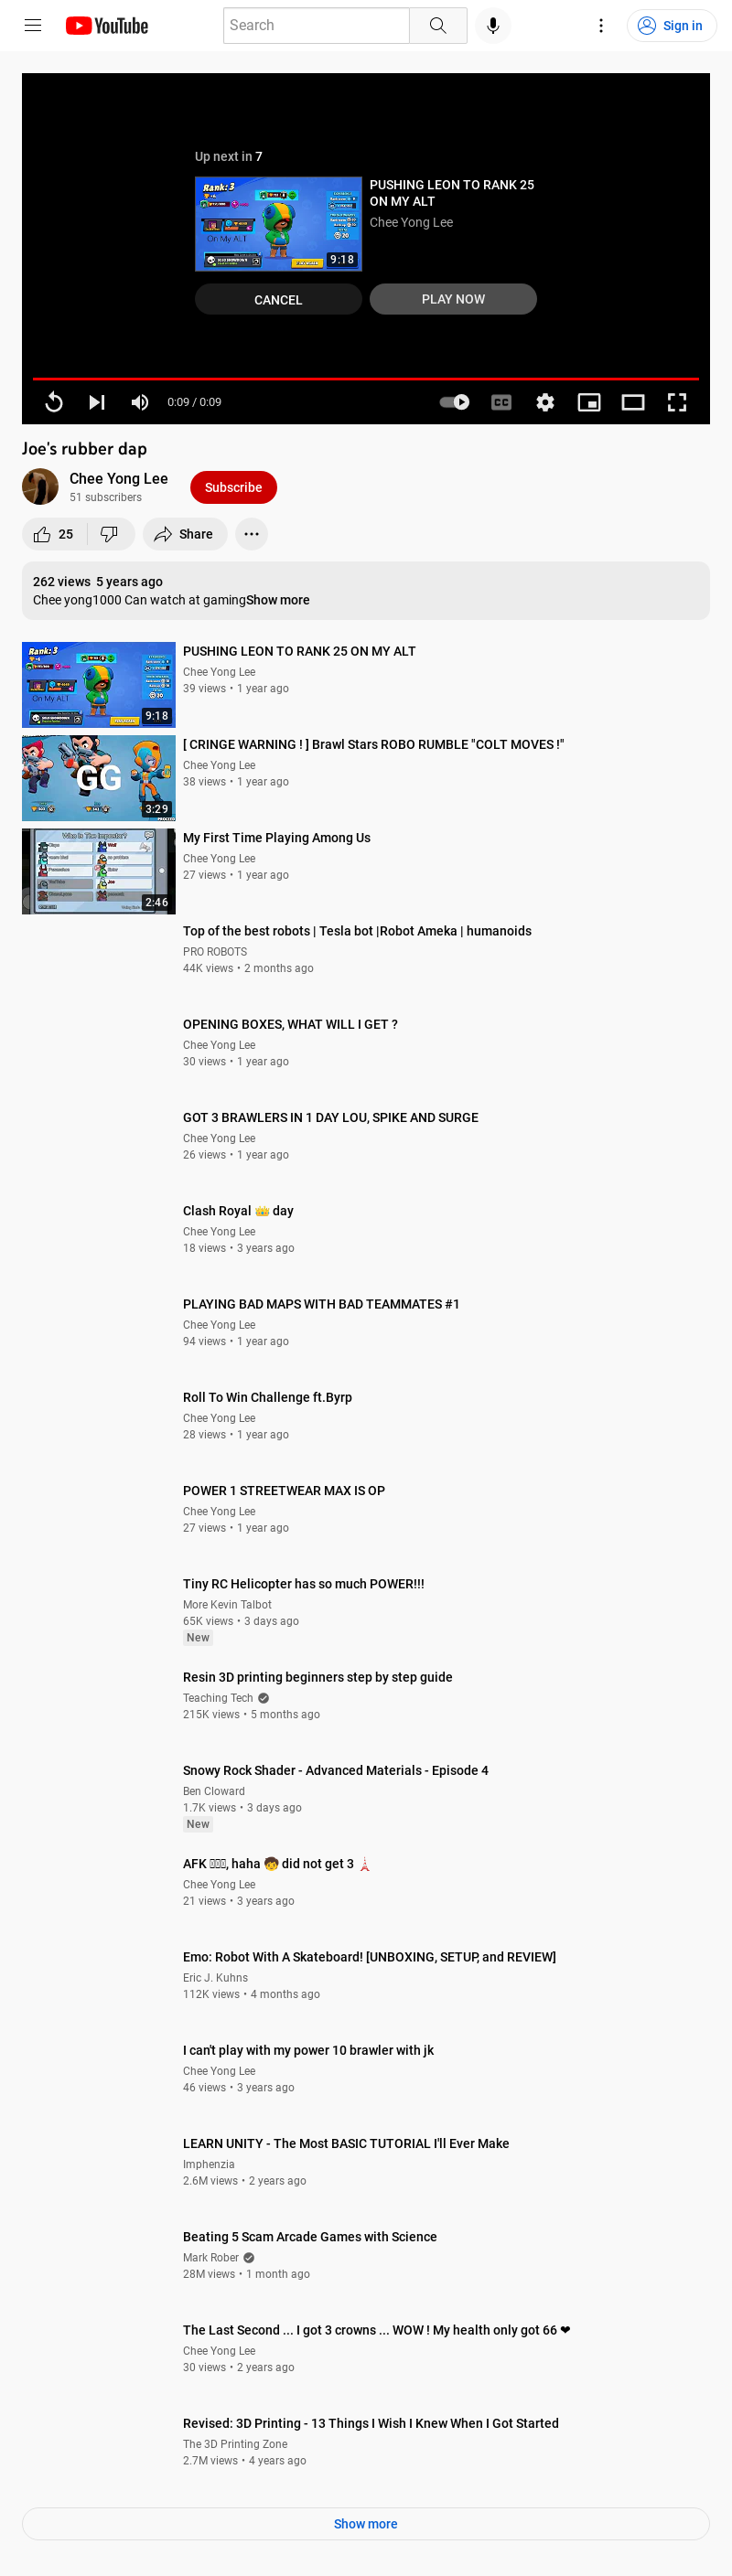 YouTube
Search
Sign in
Up next in 7
PUSHING LEON TO RANK 25
ON MY ALT
Chee Yong Lee
Rank: 3
On My ALT
9:18
CANCEL
PLAY NOW
0:09 / 0:09
CC
Joe's rubber dap
Chee Yong Lee
51 subscribers
Subscribe
25
Share
262 views 5 years ago
Chee yong1000 Can watch at gamingShow more
Rank: 3
On My ALT
9:18
PUSHING LEON TO RANK 25 ON MY ALT
Chee Yong Lee
39 views • 1 year ago
GG
3:29
[ CRINGE WARNING ! ] Brawl Stars ROBO RUMBLE "COLT MOVES !"
Chee Yong Lee
38 views • 1 year ago
Who Is The Impostor?
2:46
My First Time Playing Among Us
Chee Yong Lee
27 views • 1 year ago
Top of the best robots | Tesla bot |Robot Ameka | humanoids
PRO ROBOTS
44K views • 2 months ago
OPENING BOXES, WHAT WILL I GET ?
Chee Yong Lee
30 views • 1 year ago
GOT 3 BRAWLERS IN 1 DAY LOU, SPIKE AND SURGE
Chee Yong Lee
26 views • 1 year ago
Clash Royal 👑 day
Chee Yong Lee
18 views • 3 years ago
PLAYING BAD MAPS WITH BAD TEAMMATES #1
Chee Yong Lee
94 views • 1 year ago
Roll To Win Challenge ft.Byrp
Chee Yong Lee
28 views • 1 year ago
POWER 1 STREETWEAR MAX IS OP
Chee Yong Lee
27 views • 1 year ago
Tiny RC Helicopter has so much POWER!!!
More Kevin Talbot
65K views • 3 days ago
New
Resin 3D printing beginners step by step guide
Teaching Tech
215K views • 5 months ago
Snowy Rock Shader - Advanced Materials - Episode 4
Ben Cloward
1.7K views • 3 days ago
New
AFK , haha 🧒 did not get 3 🗼
Chee Yong Lee
21 views • 3 years ago
Emo: Robot With A Skateboard! [UNBOXING, SETUP, and REVIEW]
Eric J. Kuhns
112K views • 4 months ago
I can't play with my power 10 brawler with jk
Chee Yong Lee
46 views • 3 years ago
LEARN UNITY - The Most BASIC TUTORIAL I'll Ever Make
Imphenzia
2.6M views • 2 years ago
Beating 5 Scam Arcade Games with Science
Mark Rober
28M views • 1 month ago
The Last Second ... I got 3 crowns ... WOW ! My health only got 66 ❤
Chee Yong Lee
30 views • 2 years ago
Revised: 3D Printing - 13 Things I Wish I Knew When I Got Started
The 3D Printing Zone
2.7M views • 4 years ago
Show more